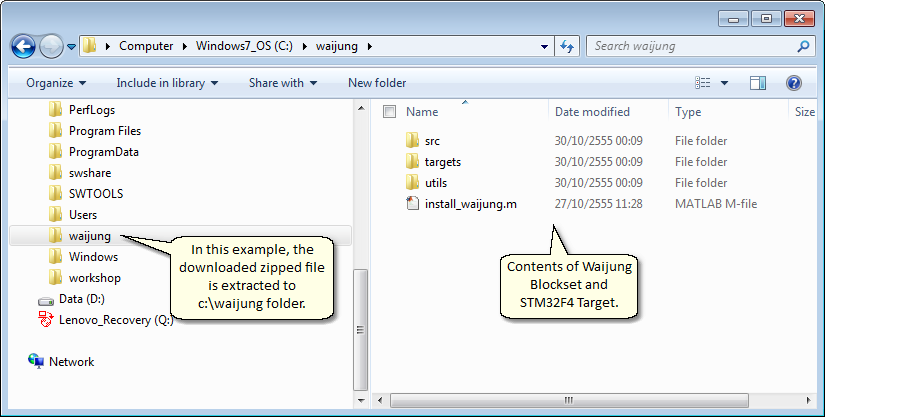 Computer Windows7_OS (C:) waijung
Search waijung
Organize Include in library Share with New folder
Name Date modified Type Size
PerfLogs
Program Files
ProgramData
swshare
SWTOOLS
Users
waijung
Windows
workshop
Data (D:)
Lenovo_Recovery (Q:)
Network
src 30/10/2555 00:09 File folder
targets 30/10/2555 00:09 File folder
utils 30/10/2555 00:09 File folder
install_waijung.m 27/10/2555 11:28 MATLAB M-file
In this example, the
downloaded zipped file
is extracted to
c:\waijung folder.
Contents of Waijung
Blockset and
STM32F4 Target.